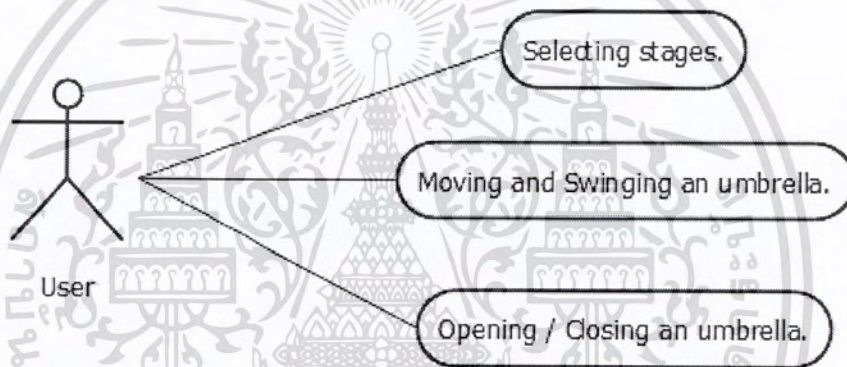 Selecting stages.
Moving and Swinging an umbrella.
User
Opening / Closing an umbrella.